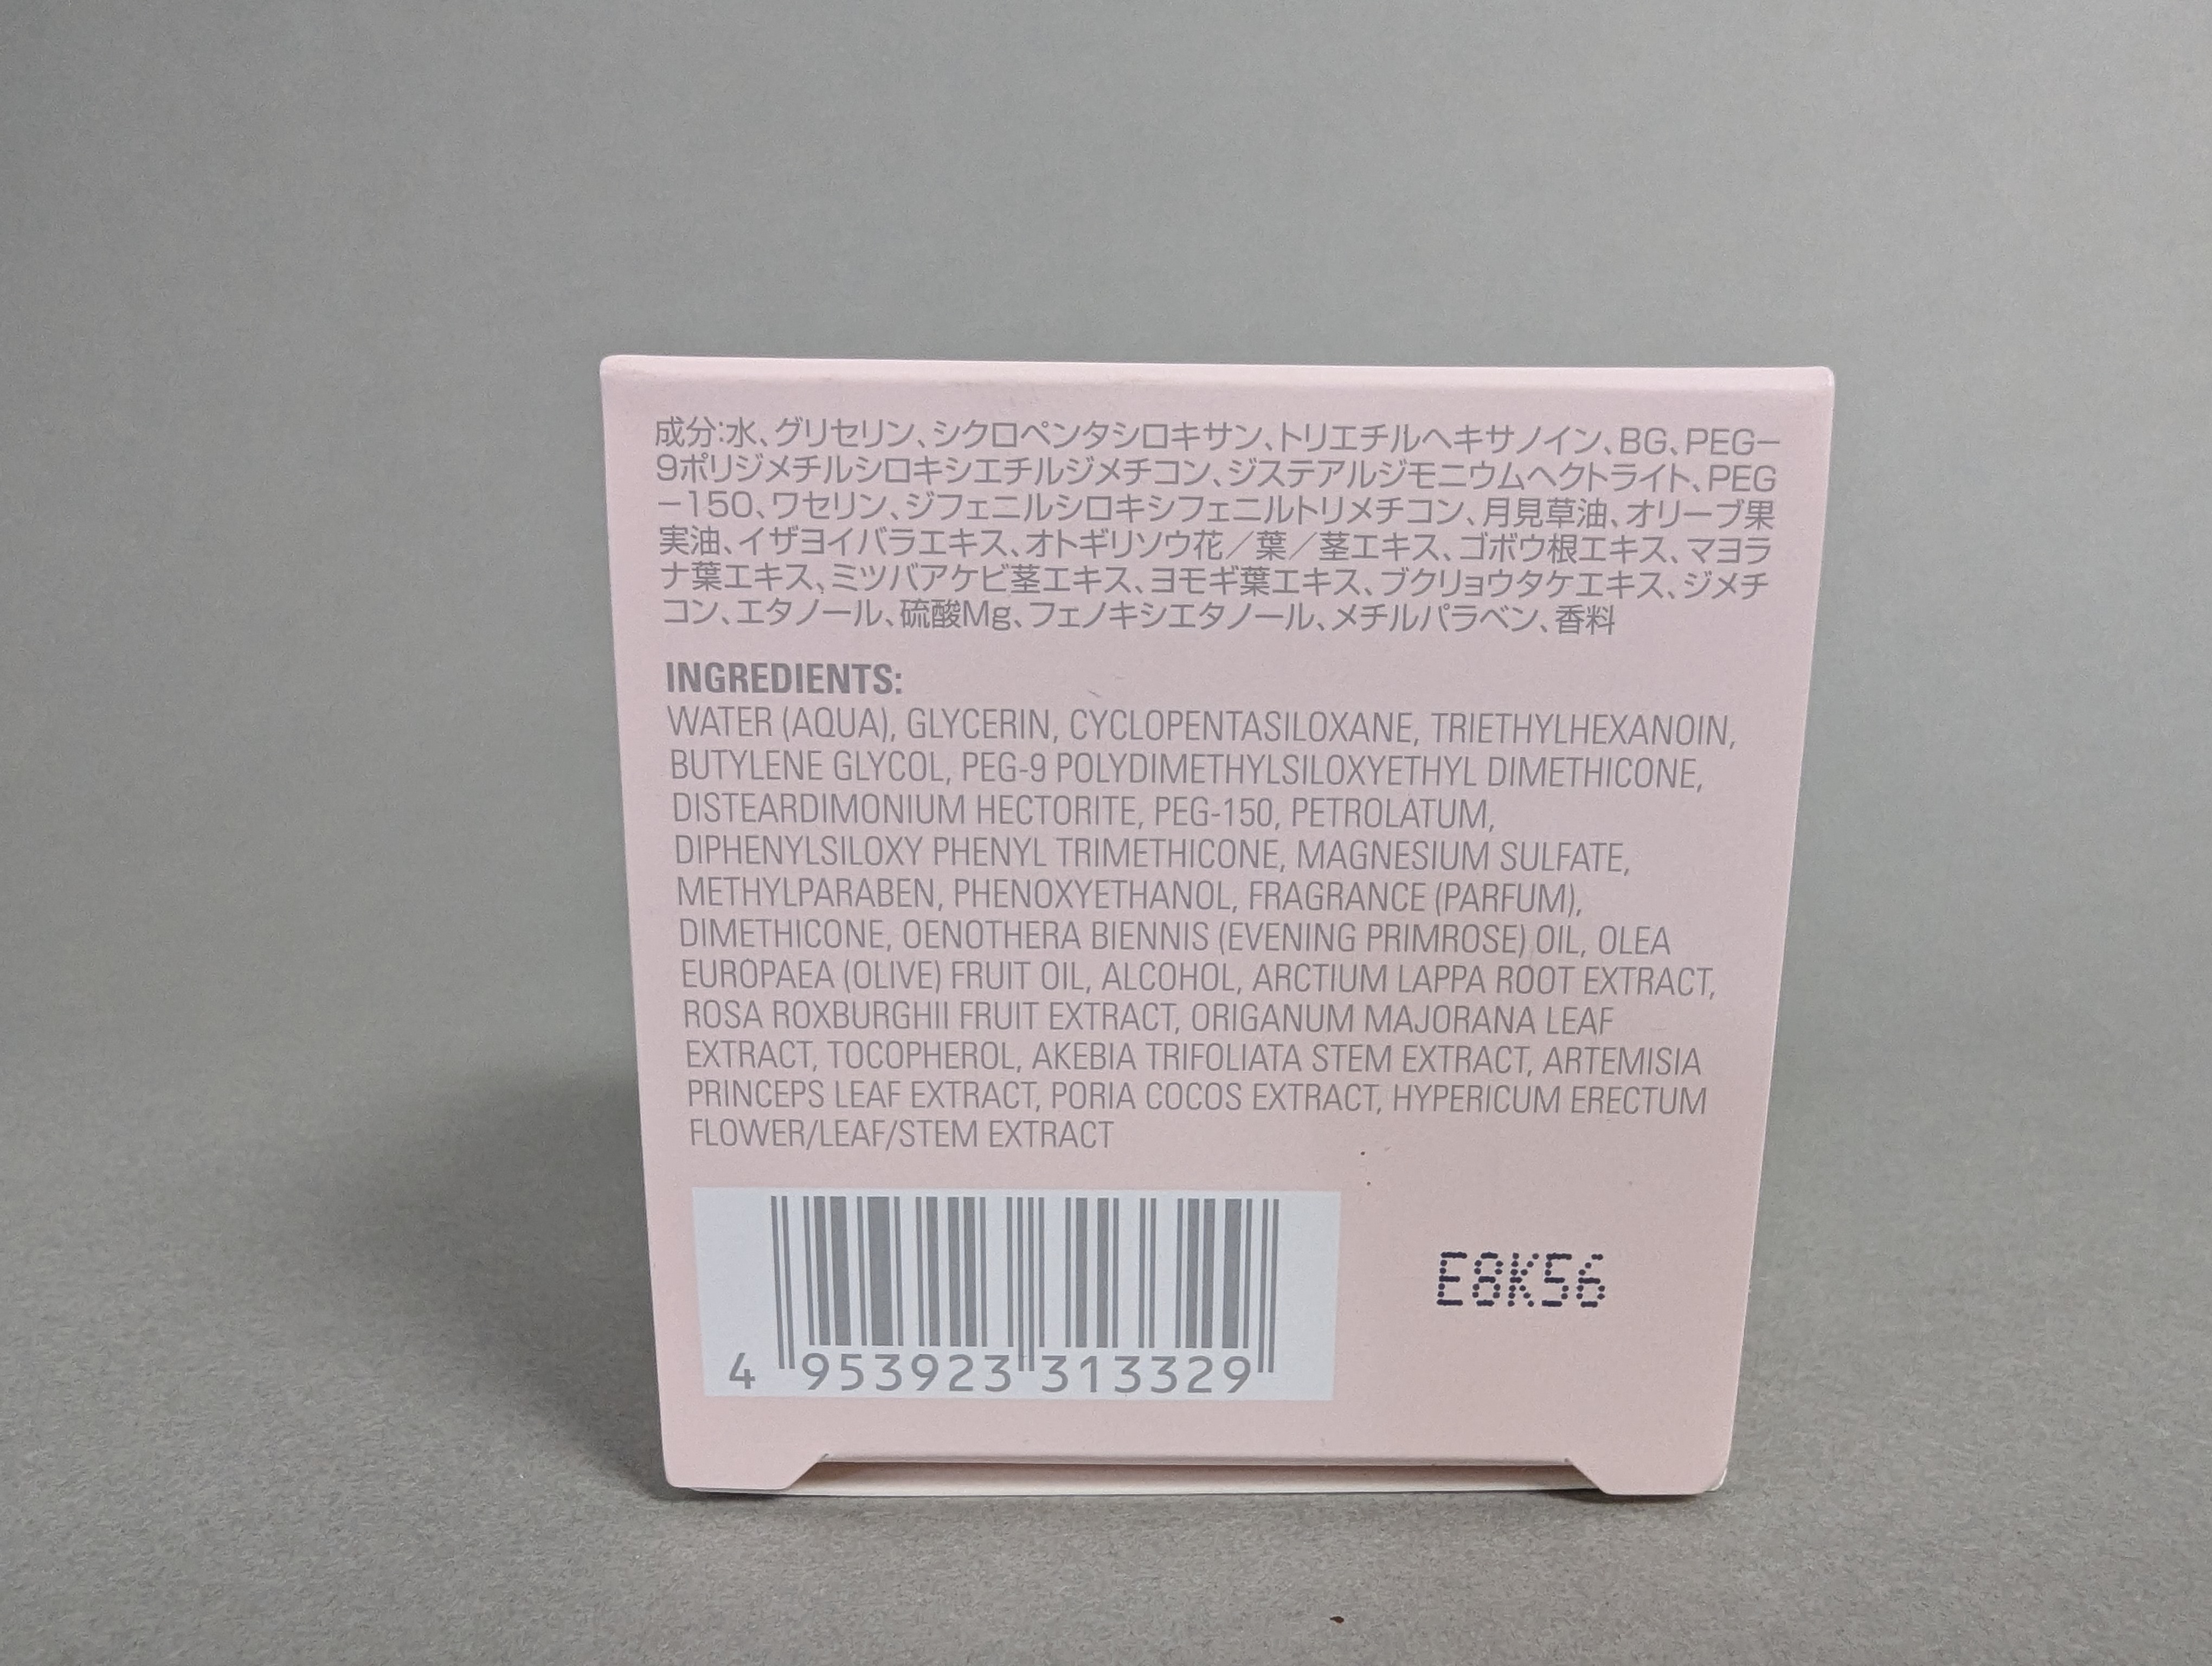 成分:水、グリセリン、シクロペンタシロキサン、トリエチルヘキサノイン、BG、PEG−
9ポリジメチルシロキシエチルジメチコン、ジステアルジモニウムヘクトライト、PEG
−150、ワセリン、ジフェニルシロキシフェニルトリメチコン、月見草油、オリーブ果
実油、イザヨイバラエキス、オトギリソウ花／葉／茎エキス、ゴボウ根エキス、マヨラ
ナ葉エキス、ミツバアケビ茎エキス、ヨモギ葉エキス、ブクリョウタケエキス、ジメチ
コン、エタノール、硫酸Mg、フェノキシエタノール、メチルパラベン、香料
INGREDIENTS:
WATER (AQUA), GLYCERIN, CYCLOPENTASILOXANE, TRIETHYLHEXANOIN,
BUTYLENE GLYCOL, PEG-9 POLYDIMETHYLSILOXYETHYL DIMETHICONE,
DISTEARDIMONIUM HECTORITE, PEG-150, PETROLATUM,
DIPHENYLSILOXY PHENYL TRIMETHICONE, MAGNESIUM SULFATE,
METHYLPARABEN, PHENOXYETHANOL, FRAGRANCE (PARFUM),
DIMETHICONE, OENOTHERA BIENNIS (EVENING PRIMROSE) OIL, OLEA
EUROPAEA (OLIVE) FRUIT OIL, ALCOHOL, ARCTIUM LAPPA ROOT EXTRACT,
ROSA ROXBURGHII FRUIT EXTRACT, ORIGANUM MAJORANA LEAF
EXTRACT, TOCOPHEROL, AKEBIA TRIFOLIATA STEM EXTRACT, ARTEMISIA
PRINCEPS LEAF EXTRACT, PORIA COCOS EXTRACT, HYPERICUM ERECTUM
FLOWER/LEAF/STEM EXTRACT
E8K56
4 953923 313329